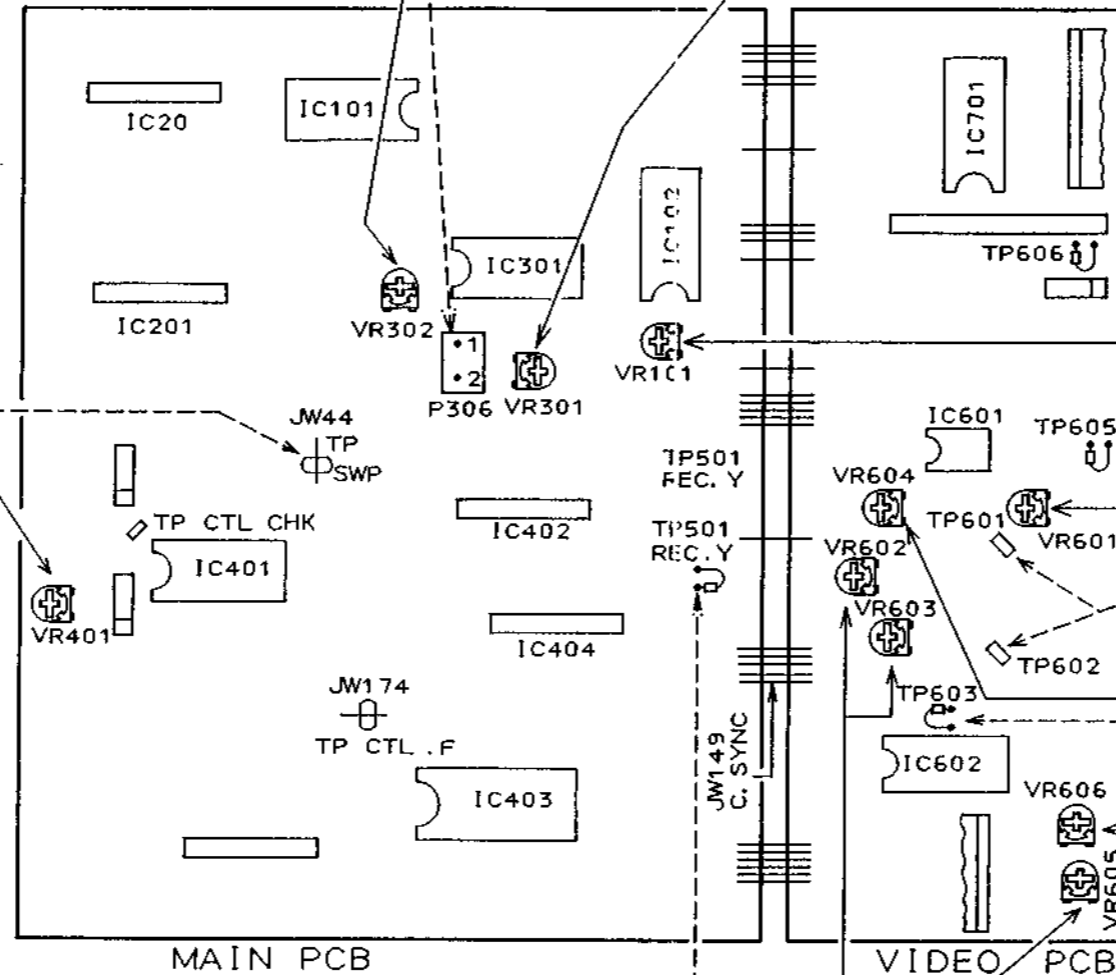 IC20
IC101
IC701
IC102
TP606
IC301
IC201
VR302
1
2
VR101
P306
VR301
JW44
TP
SWP
IC601
TP605
TP501
REC. Y
VR604
TP CTL CHK
IC402
TP601
VR601
TP501
REC. Y
VR602
IC401
VR603
VR401
IC404
TP602
JW174
TP603
TP CTL . F
JW149
C. SYNC
IC602
IC403
VR606
VR605
MAIN PCB
VIDEO PCB